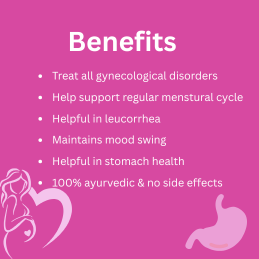 Benefits
• Treat all gynecological disorders
• Help support regular menstural cycle
• Helpful in leucorrhea
• Maintains mood swing
• Helpful in stomach health
• 100% ayurvedic & no side effects